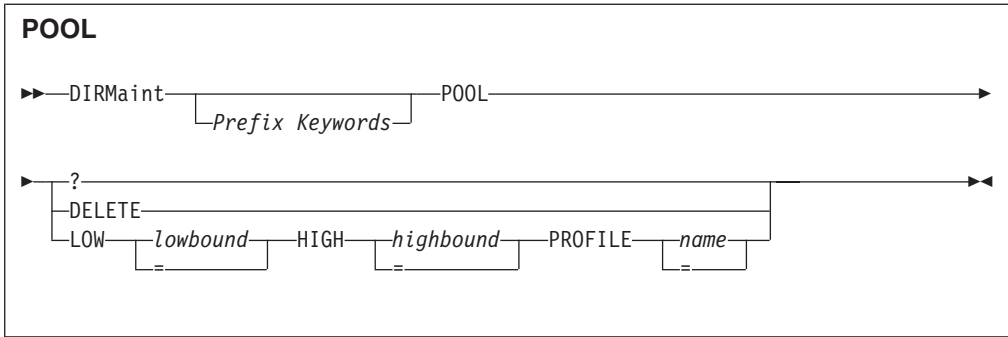 POOL
DIRMaint POOL
Prefix Keywords
?
DELETE
LOW lowbound HIGH highbound PROFILE name
= = =